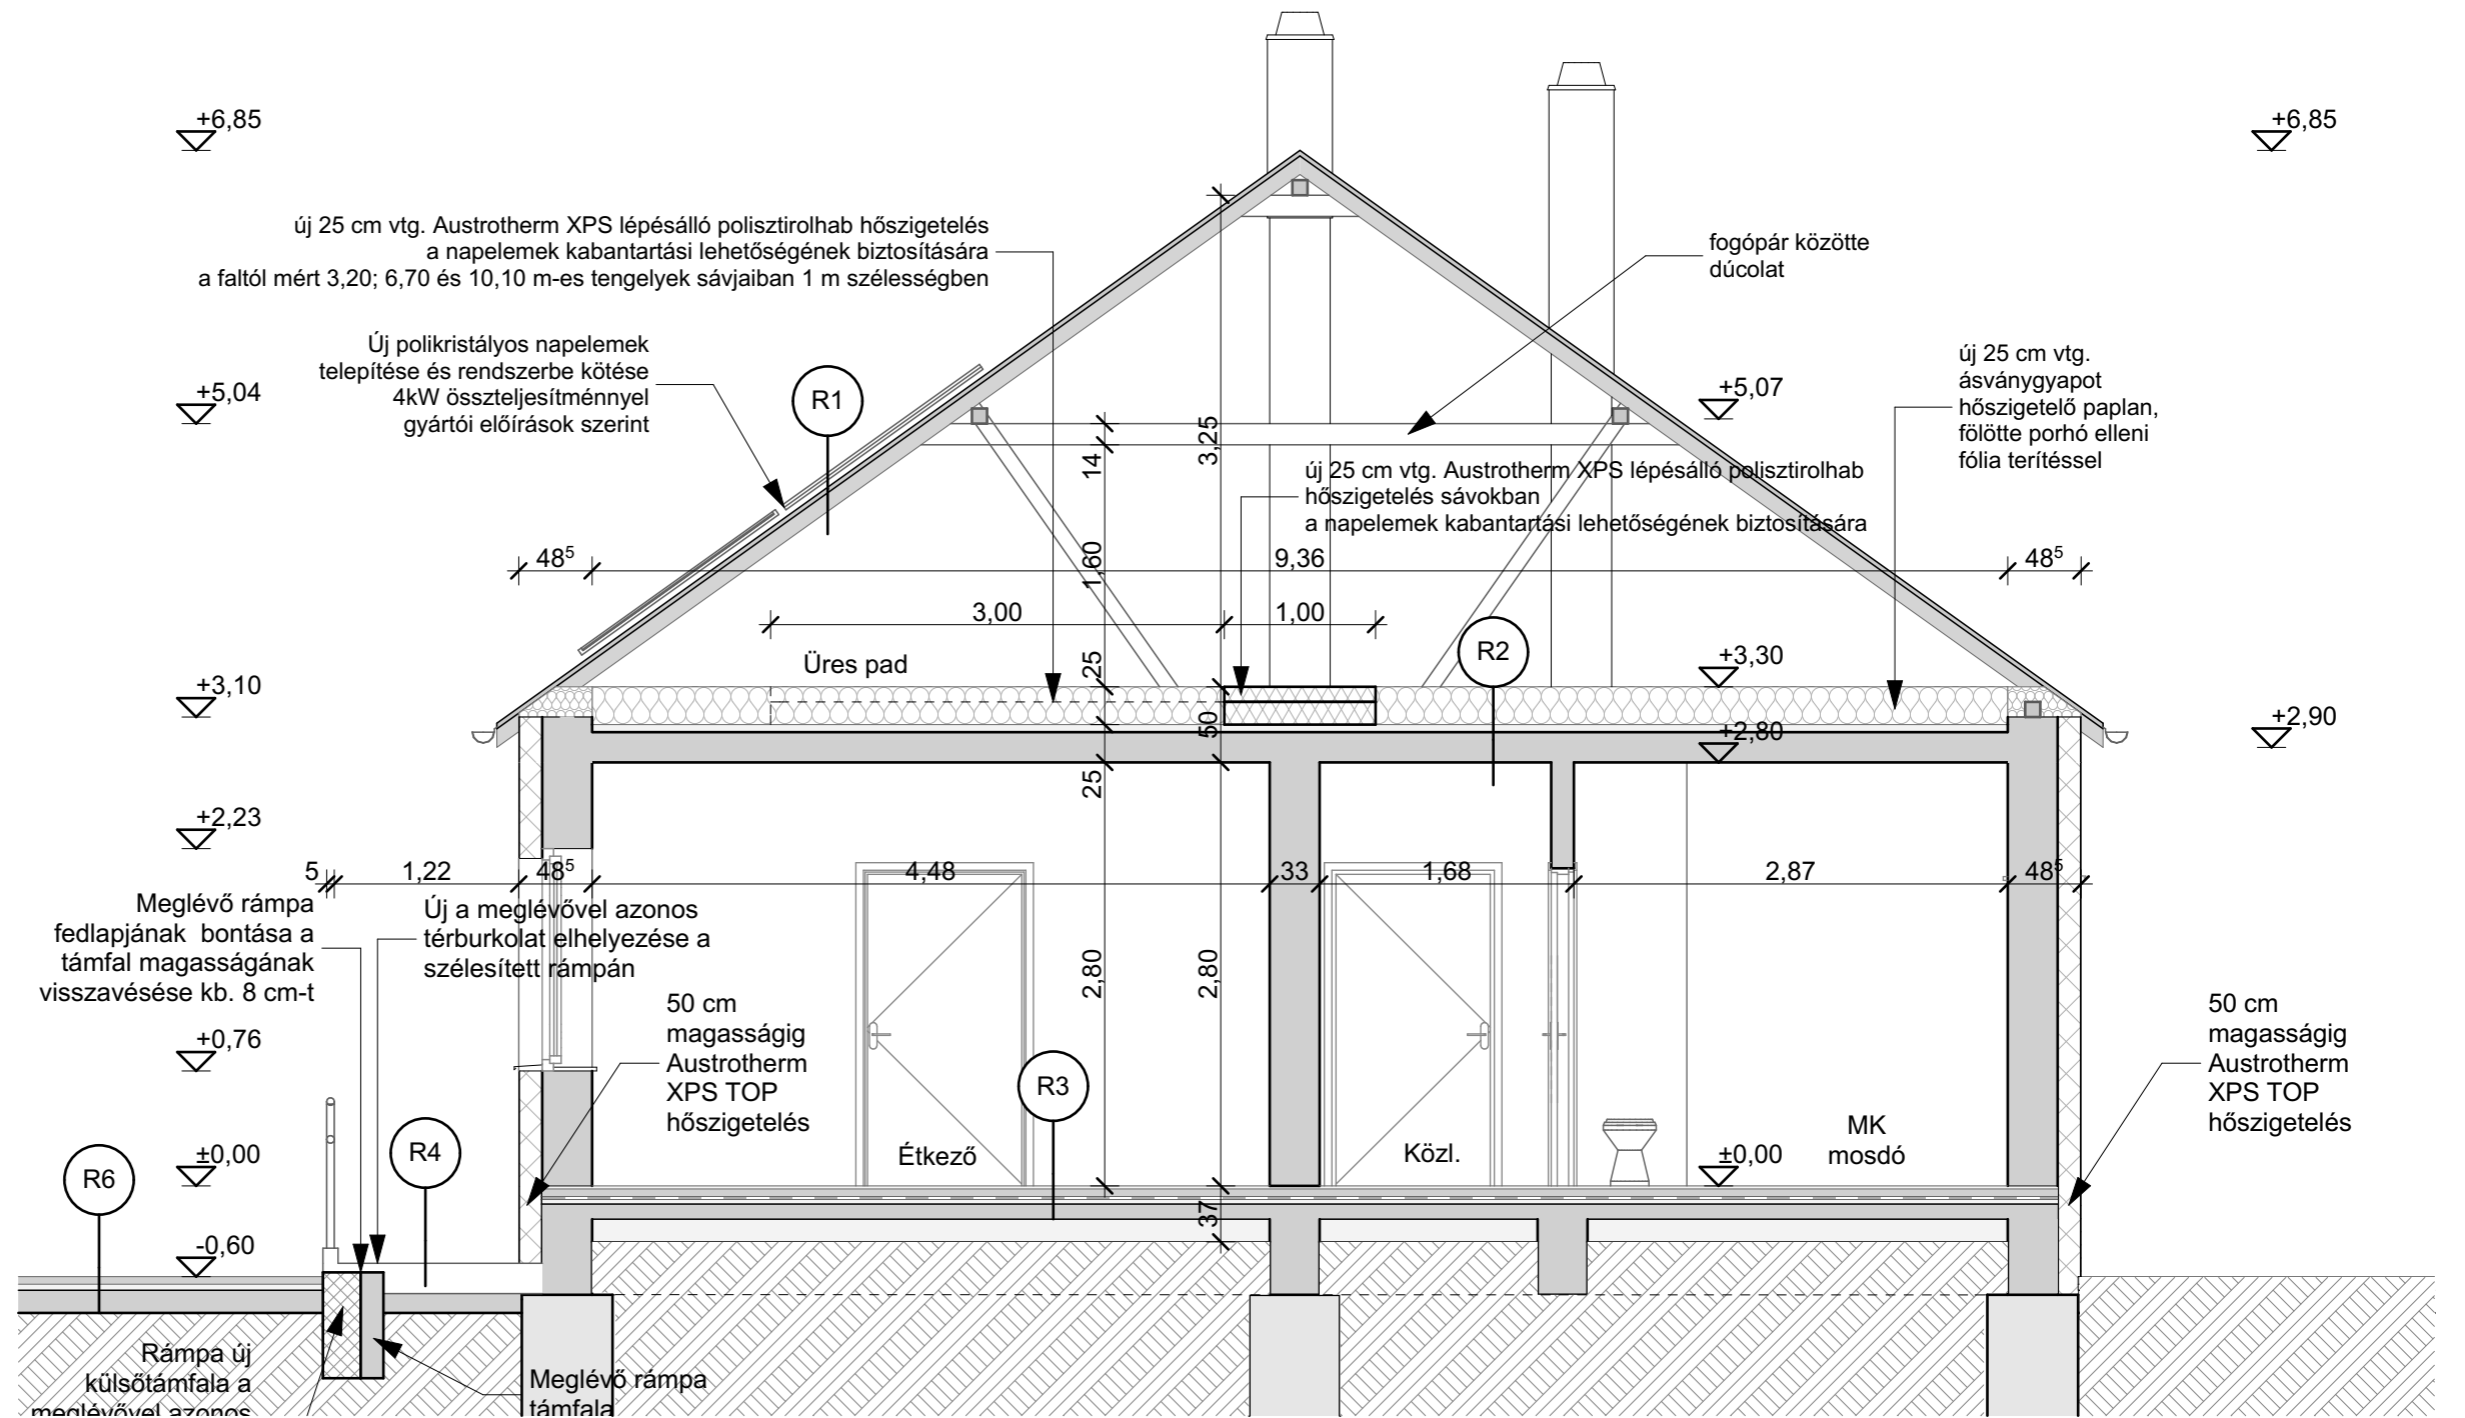 +6,85
+6,85
új 25 cm vtg. Austrotherm XPS lépésálló polisztirolhab hőszigetelés
a napelemek kabantartási lehetőségének biztosítására
a faltól mért 3,20; 6,70 és 10,10 m-es tengelyek sávjaiban 1 m szélességben
fogópár közötte
dúcolat
Új polikristályos napelemek
telepítése és rendszerbe kötése
4kW összteljesítménnyel
gyártói előírások szerint
új 25 cm vtg.
ásványgyapot
hőszigetelő paplan,
fölötte porhó elleni
fólia terítéssel
+5,04
R1
+5,07
14
3,25
új 25 cm vtg. Austrotherm XPS lépésálló polisztirolhab
hőszigetelés sávokban
a napelemek kabantartási lehetőségének biztosítására
48⁵
1,60
9,36
48⁵
3,00
1,00
Üres pad
25
R2
+3,30
+3,10
50
+2,80
+2,90
25
+2,23
5
1,22
48⁵
4,48
33
1,68
2,87
48⁵
Meglévő rámpa
fedlapjának bontása a
támfal magasságának
visszavésése kb. 8 cm-t
Új a meglévővel azonos
térburkolat elhelyezése a
szélesített rámpán
2,80
2,80
50 cm
magasságig
Austrotherm
XPS TOP
hőszigetelés
50 cm
magasságig
Austrotherm
XPS TOP
hőszigetelés
+0,76
R3
R4
R6
±0,00
Étkező
Közl.
±0,00
MK
mosdó
37
-0,60
Rámpa új
külsőtámfala a
meglévővel azonos
Meglévő rámpa
támfala